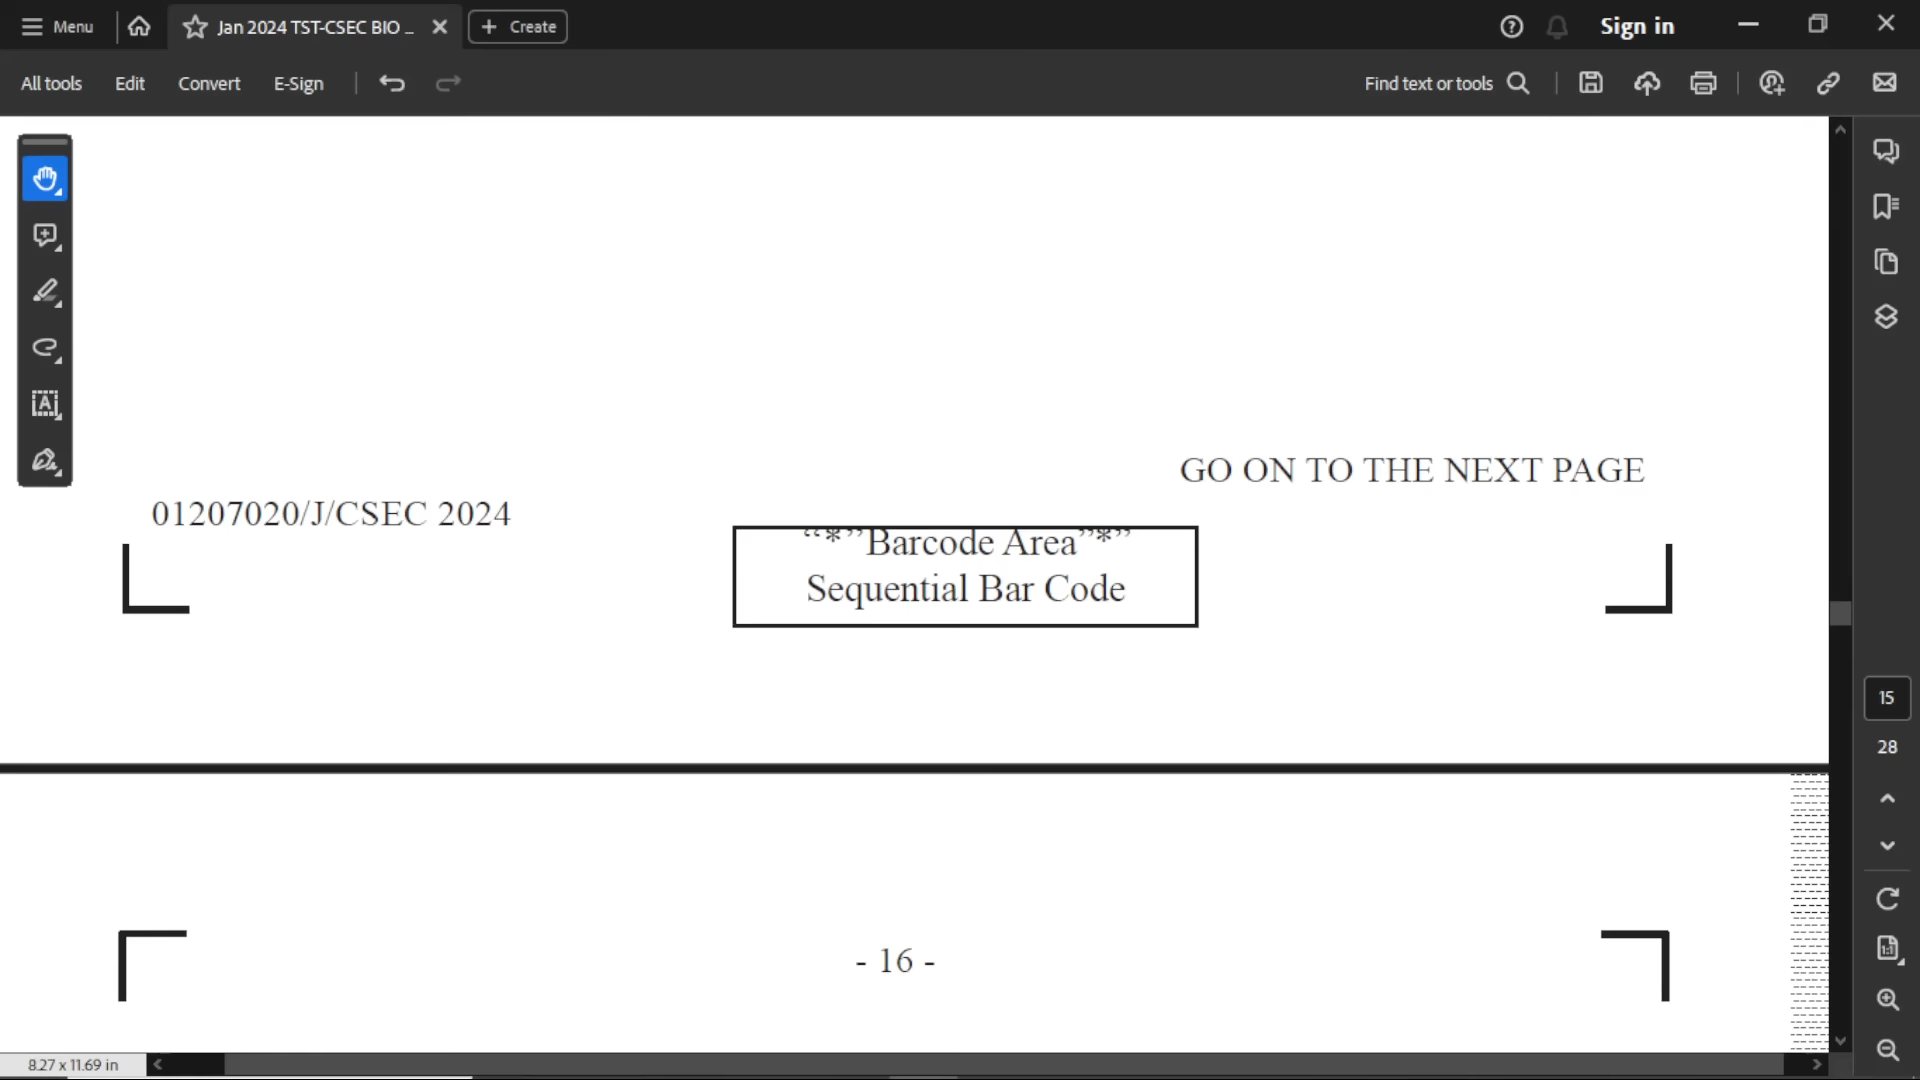 Menu
Jan 2024 TST-CSEC BIO ...
Create
Sign in
All tools
Edit
Convert
E-Sign
Find text or tools
GO ON TO THE NEXT PAGE
01207020/J/CSEC 2024
“*”Barcode Area”*”
Sequential Bar Code
15
28
- 16 -
8.27 x 11.69 in